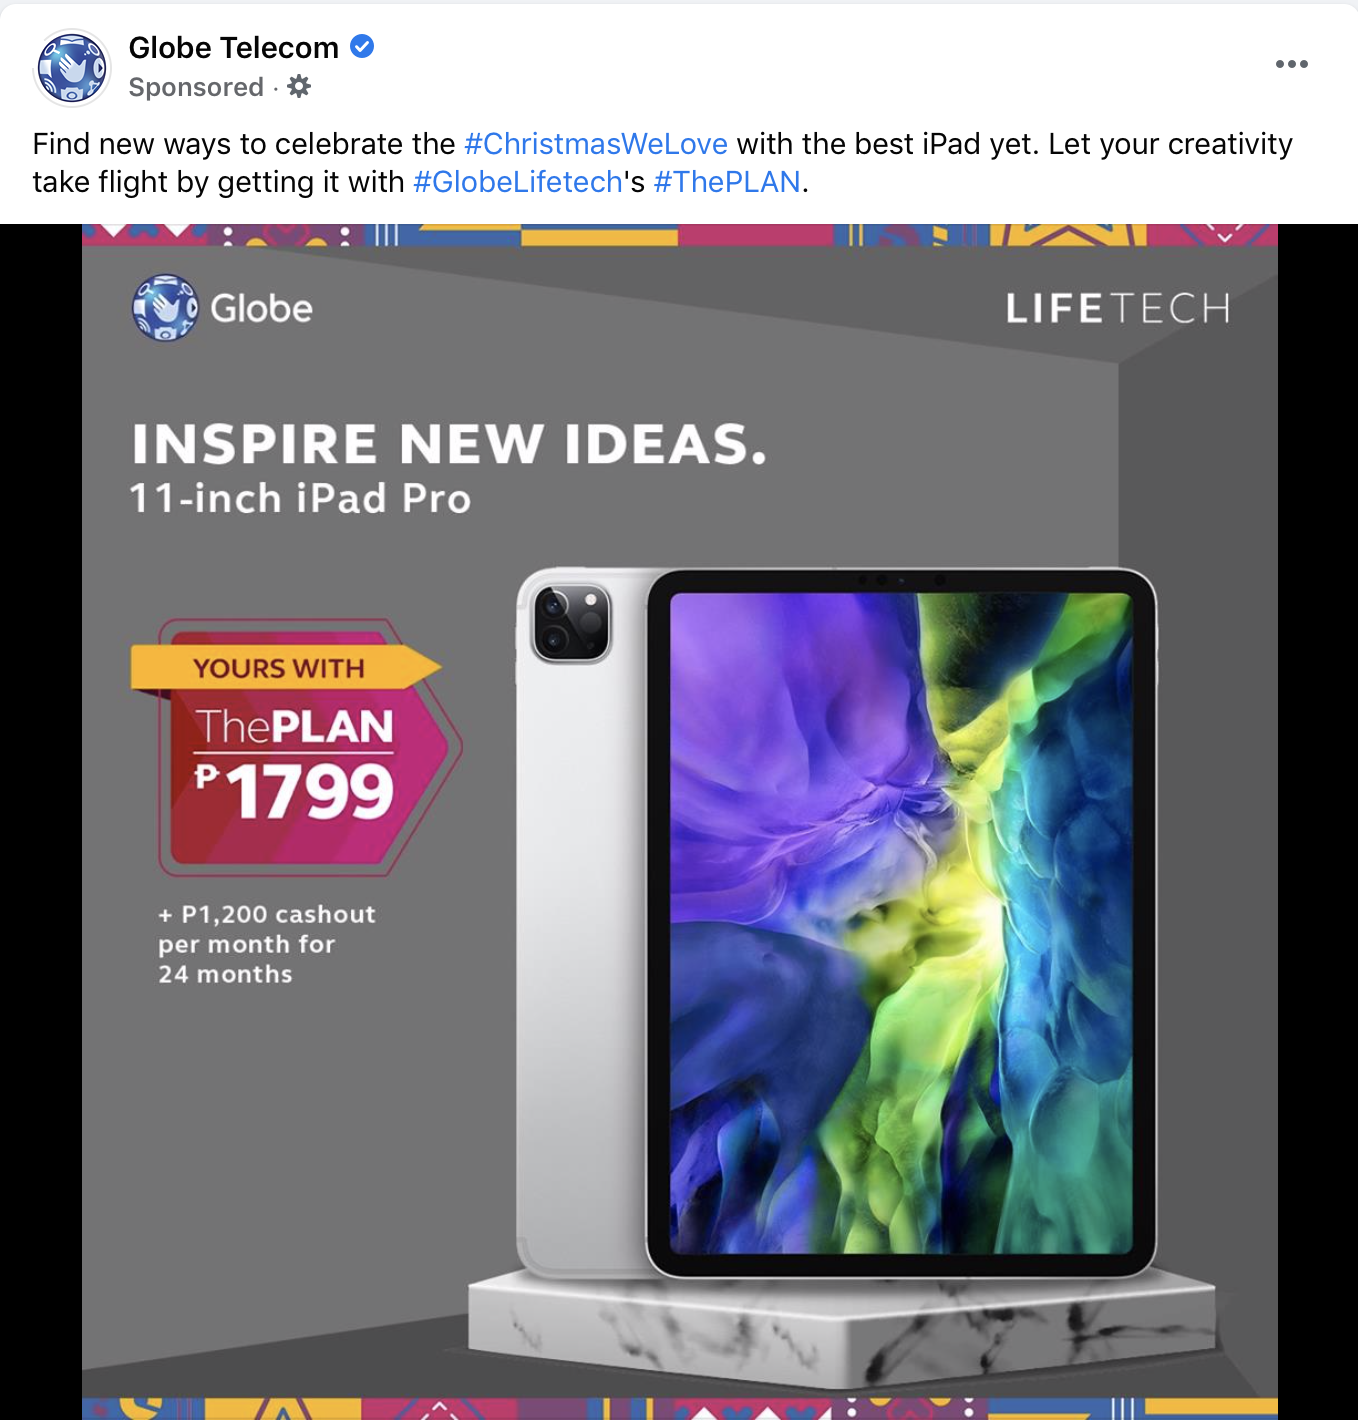 Globe Telecom
Sponsored ·
Find new ways to celebrate the #ChristmasWeLove with the best iPad yet. Let your creativity
take flight by getting it with #GlobeLifetech's #ThePLAN.
Globe
LIFETECH
INSPIRE NEW IDEAS.
11-inch iPad Pro
YOURS WITH
ThePLAN
₱1799
+ P1,200 cashout
per month for
24 months